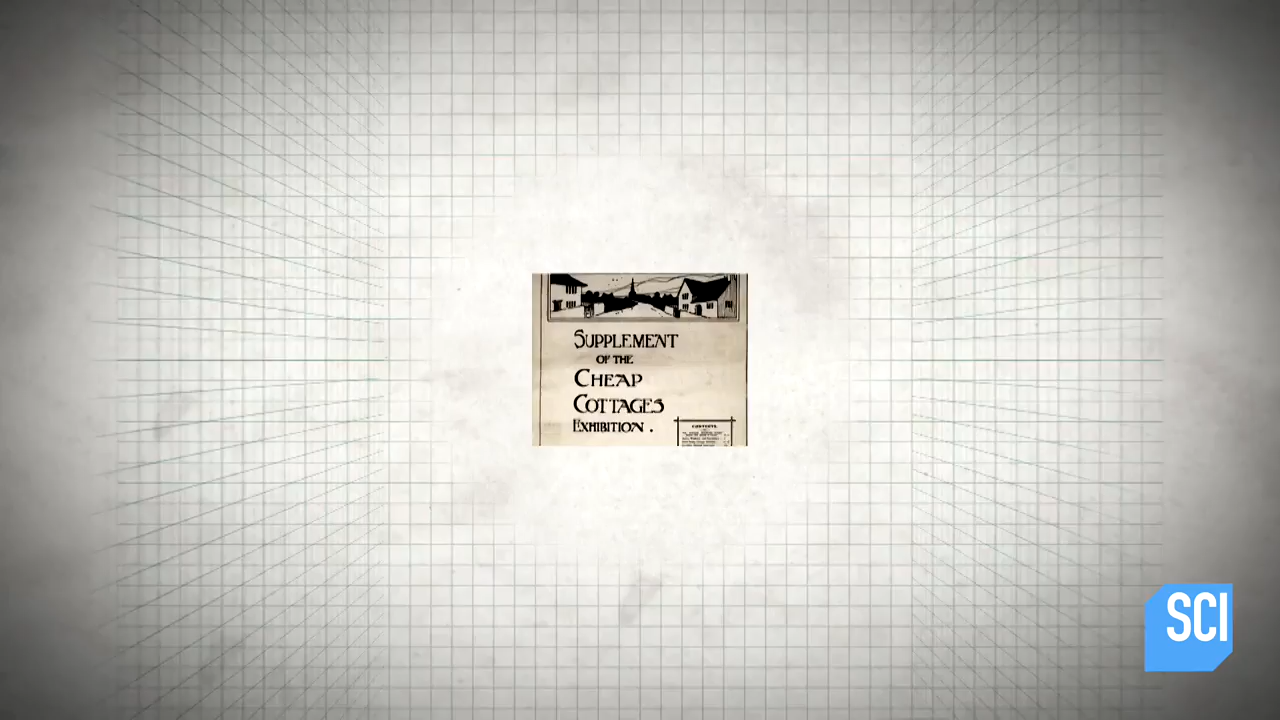 SUPPLEMENT
OF THE
CHEAP
COTTAGES
EXHIBITION .
CONTENTS.
SCI